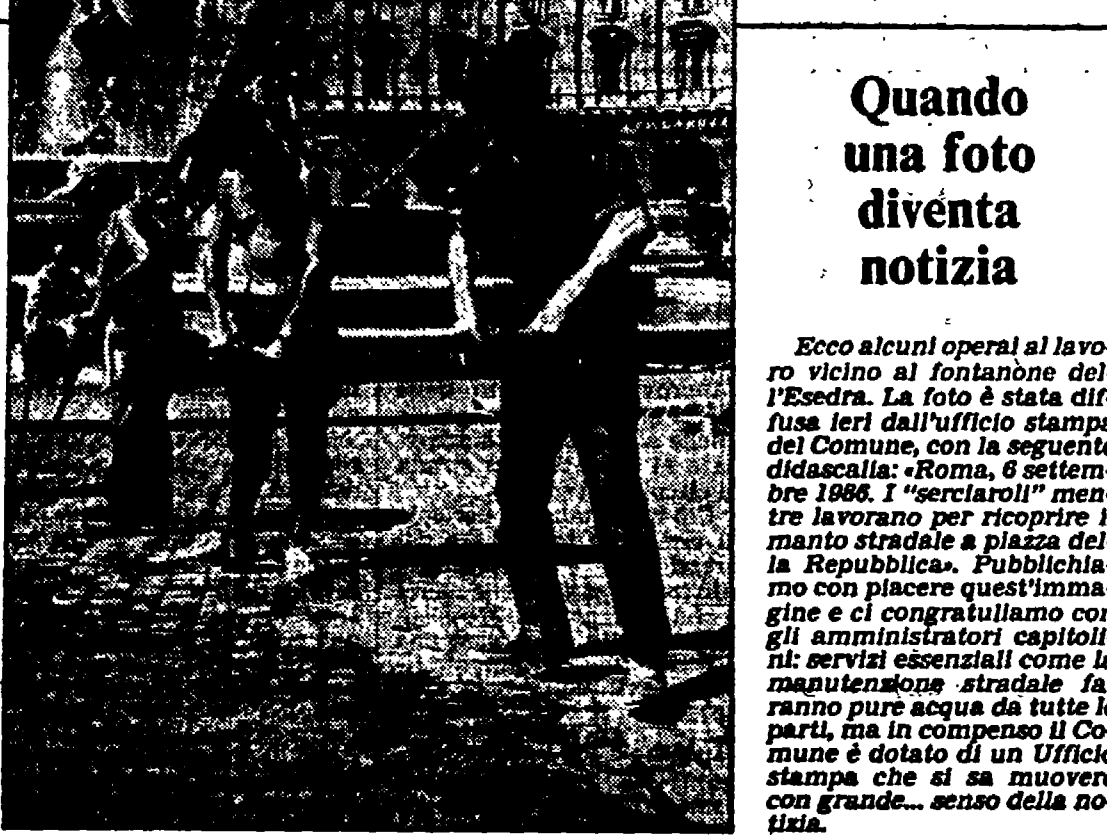 Quando
una foto
diventa
notizia
Ecco alcuni operai al lavo-
ro vicino al fontanone del-
l'Esedra. La foto è stata dif-
fusa ieri dall'ufficio stampa
del Comune, con la seguente
didascalia: «Roma, 6 settem-
bre 1986. I "serciaroli" men-
tre lavorano per ricoprire i
manto stradale a piazza del-
la Repubblica». Pubblichia-
mo con piacere quest'imma-
gine e ci congratuliamo con
gli amministratori capitoli-
ni: servizi essenziali come la
manutenzione stradale fa-
ranno pure acqua da tutte le
parti, ma in compenso il Co-
mune è dotato di un Ufficio
stampa che si sa muovere
con grande... senso della no-
tizia.